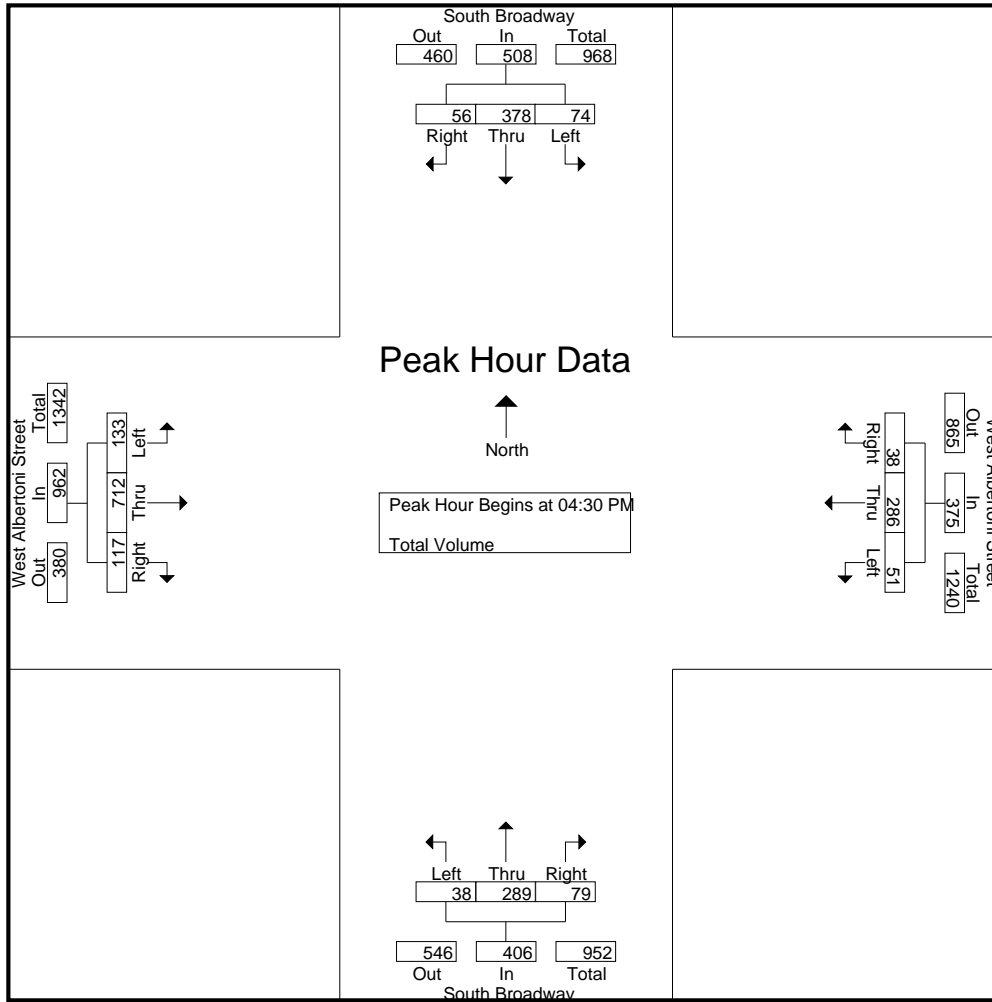 South Broadway
Out In Total
460 508 968
56 378 74
Right Thru Left
Peak Hour Data
North
Peak Hour Begins at 04:30 PM
Total Volume
West Albertoni Street
Total In Out
1342 962 380
133 712 117
Left Thru Right
West Albertoni Street
Out In Total
865 375 1240
38 286 51
Right Thru Left
Left Thru Right
38 289 79
546 406 952
Out In Total
South Broadway